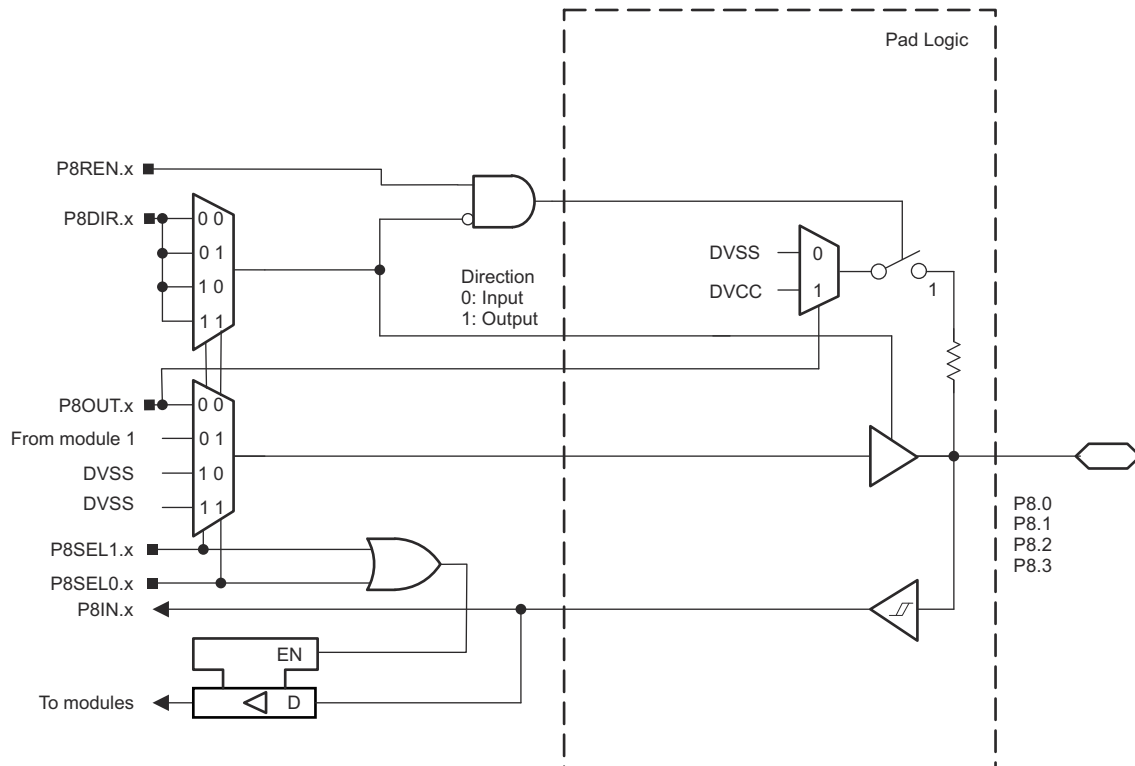 Pad Logic
P8REN.x
P8DIR.x
0 0
0 1
1 0
1 1
Direction
0: Input
1: Output
DVSS
0
DVCC
1
1
P8OUT.x
0 0
From module 1
0 1
DVSS
1 0
DVSS
1 1
P8.0
P8.1
P8.2
P8.3
P8SEL1.x
P8SEL0.x
P8IN.x
EN
To modules
D